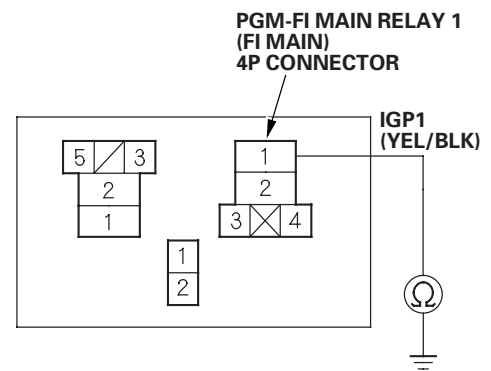 PGM-FI MAIN RELAY 1
(FI MAIN)
4P CONNECTOR
IGP1
(YEL/BLK)
5 3 1
2 2
1 3 4
1
2
Ω